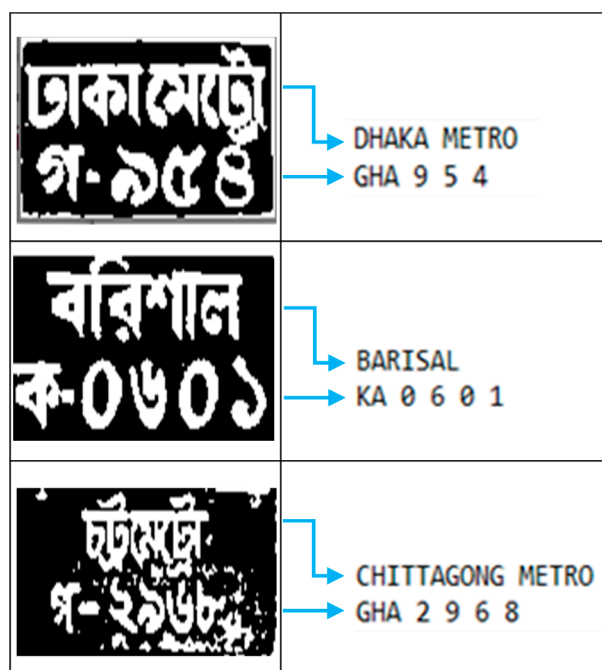 ঢাকা মেট্রো
গ-৯৫৪
DHAKA METRO
GHA 9 5 4
বরিশাল
ক-০৬০১
BARISAL
KA 0 6 0 1
চট্টমেট্রো
গ-২৯৬৮
CHITTAGONG METRO
GHA 2 9 6 8